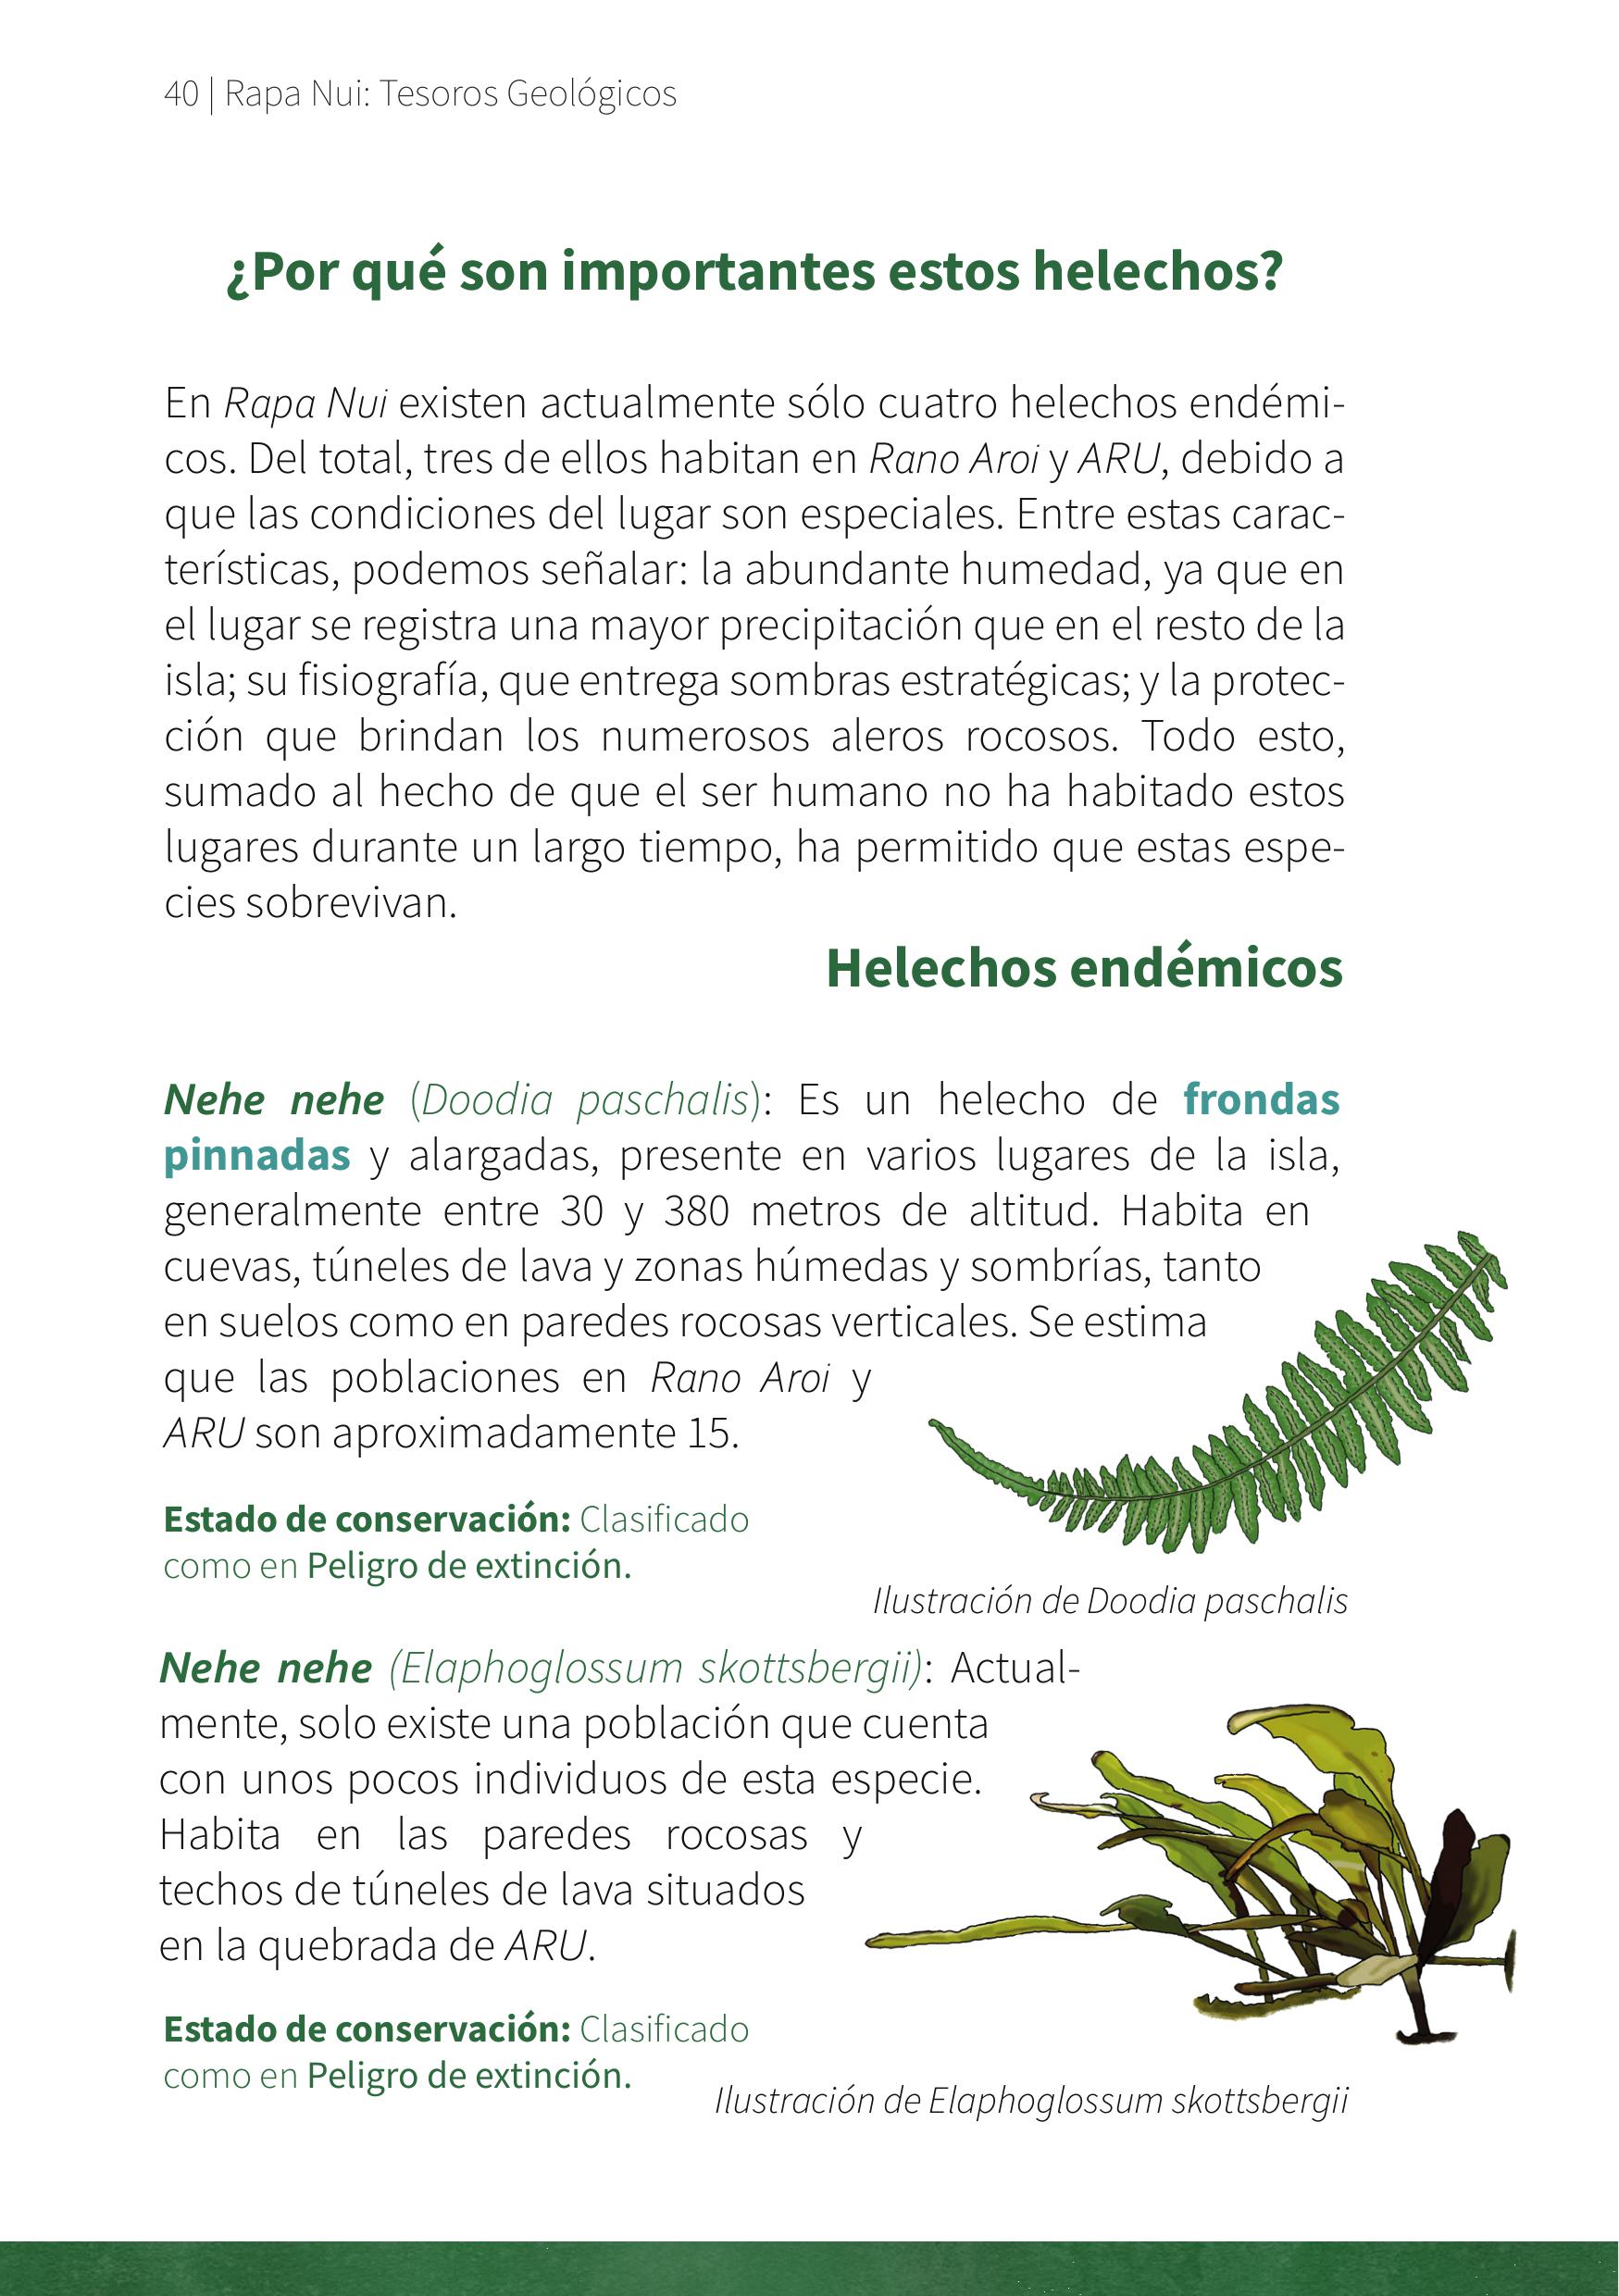 40 | Rapa Nui: Tesoros Geológicos
¿Por qué son importantes estos helechos?
En Rapa Nui existen actualmente sólo cuatro helechos endémi-
cos. Del total, tres de ellos habitan en Rano Aroi y ARU, debido a
que las condiciones del lugar son especiales. Entre estas carac-
terísticas, podemos señalar: la abundante humedad, ya que en
el lugar se registra una mayor precipitación que en el resto de la
isla; su fisiografía, que entrega sombras estratégicas; y la protec-
ción que brindan los numerosos aleros rocosos. Todo esto,
sumado al hecho de que el ser humano no ha habitado estos
lugares durante un largo tiempo, ha permitido que estas espe-
cies sobrevivan.
Helechos endémicos
Nehe nehe (Doodia paschalis): Es un helecho de frondas
pinnadas y alargadas, presente en varios lugares de la isla,
generalmente entre 30 y 380 metros de altitud. Habita en
cuevas, túneles de lava y zonas húmedas y sombrías, tanto
en suelos como en paredes rocosas verticales. Se estima
que las poblaciones en Rano Aroi y
ARU son aproximadamente 15.
Estado de conservación: Clasificado
como en Peligro de extinción.
Ilustración de Doodia paschalis
Nehe nehe (Elaphoglossum skottsbergii): Actual-
mente, solo existe una población que cuenta
con unos pocos individuos de esta especie.
Habita en las paredes rocosas y
techos de túneles de lava situados
en la quebrada de ARU.
Estado de conservación: Clasificado
como en Peligro de extinción.
Ilustración de Elaphoglossum skottsbergii